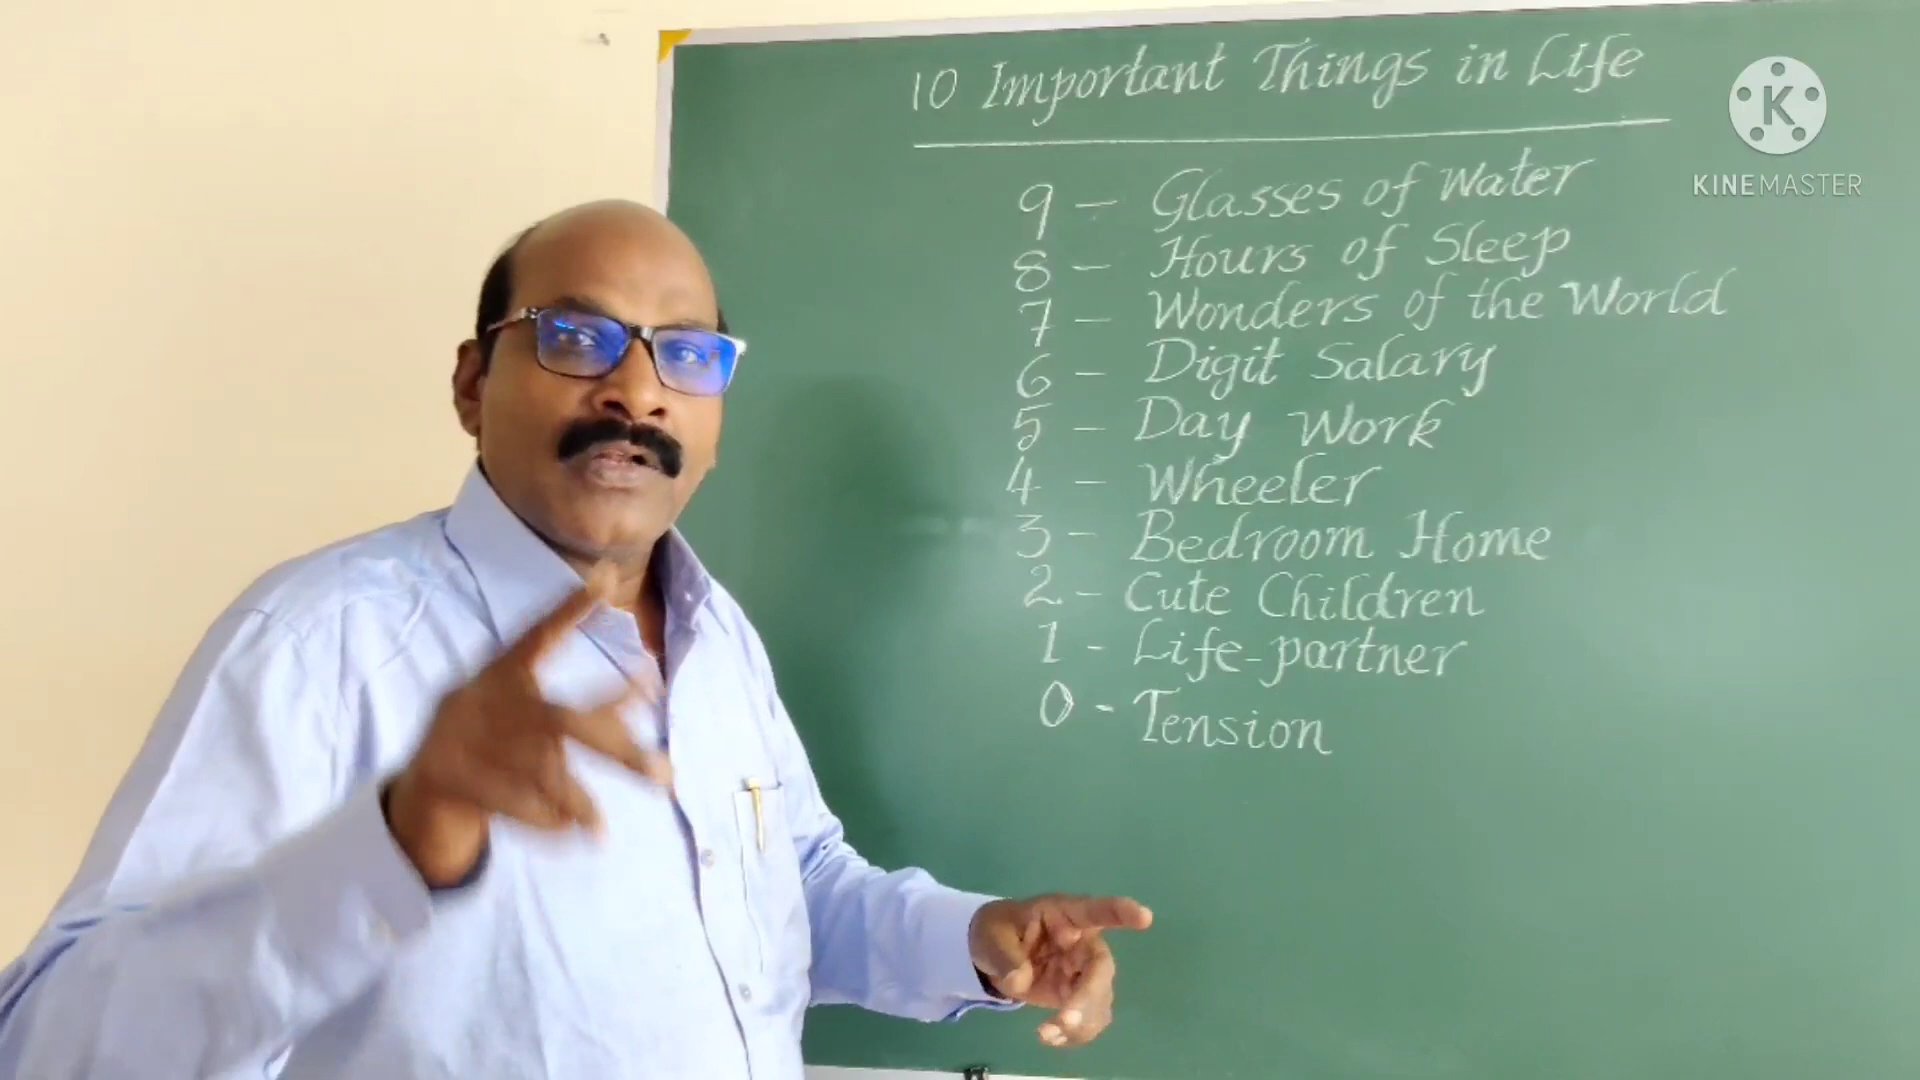 10 Important Things in Life
9 - Glasses of Water
8 - Hours of Sleep
7 - Wonders of the World
6 - Digit Salary
5 - Day Work
4 - Wheeler
3 - Bedroom Home
2 - Cute Children
1 - Life-partner
0 - Tension
K
KINEMASTER